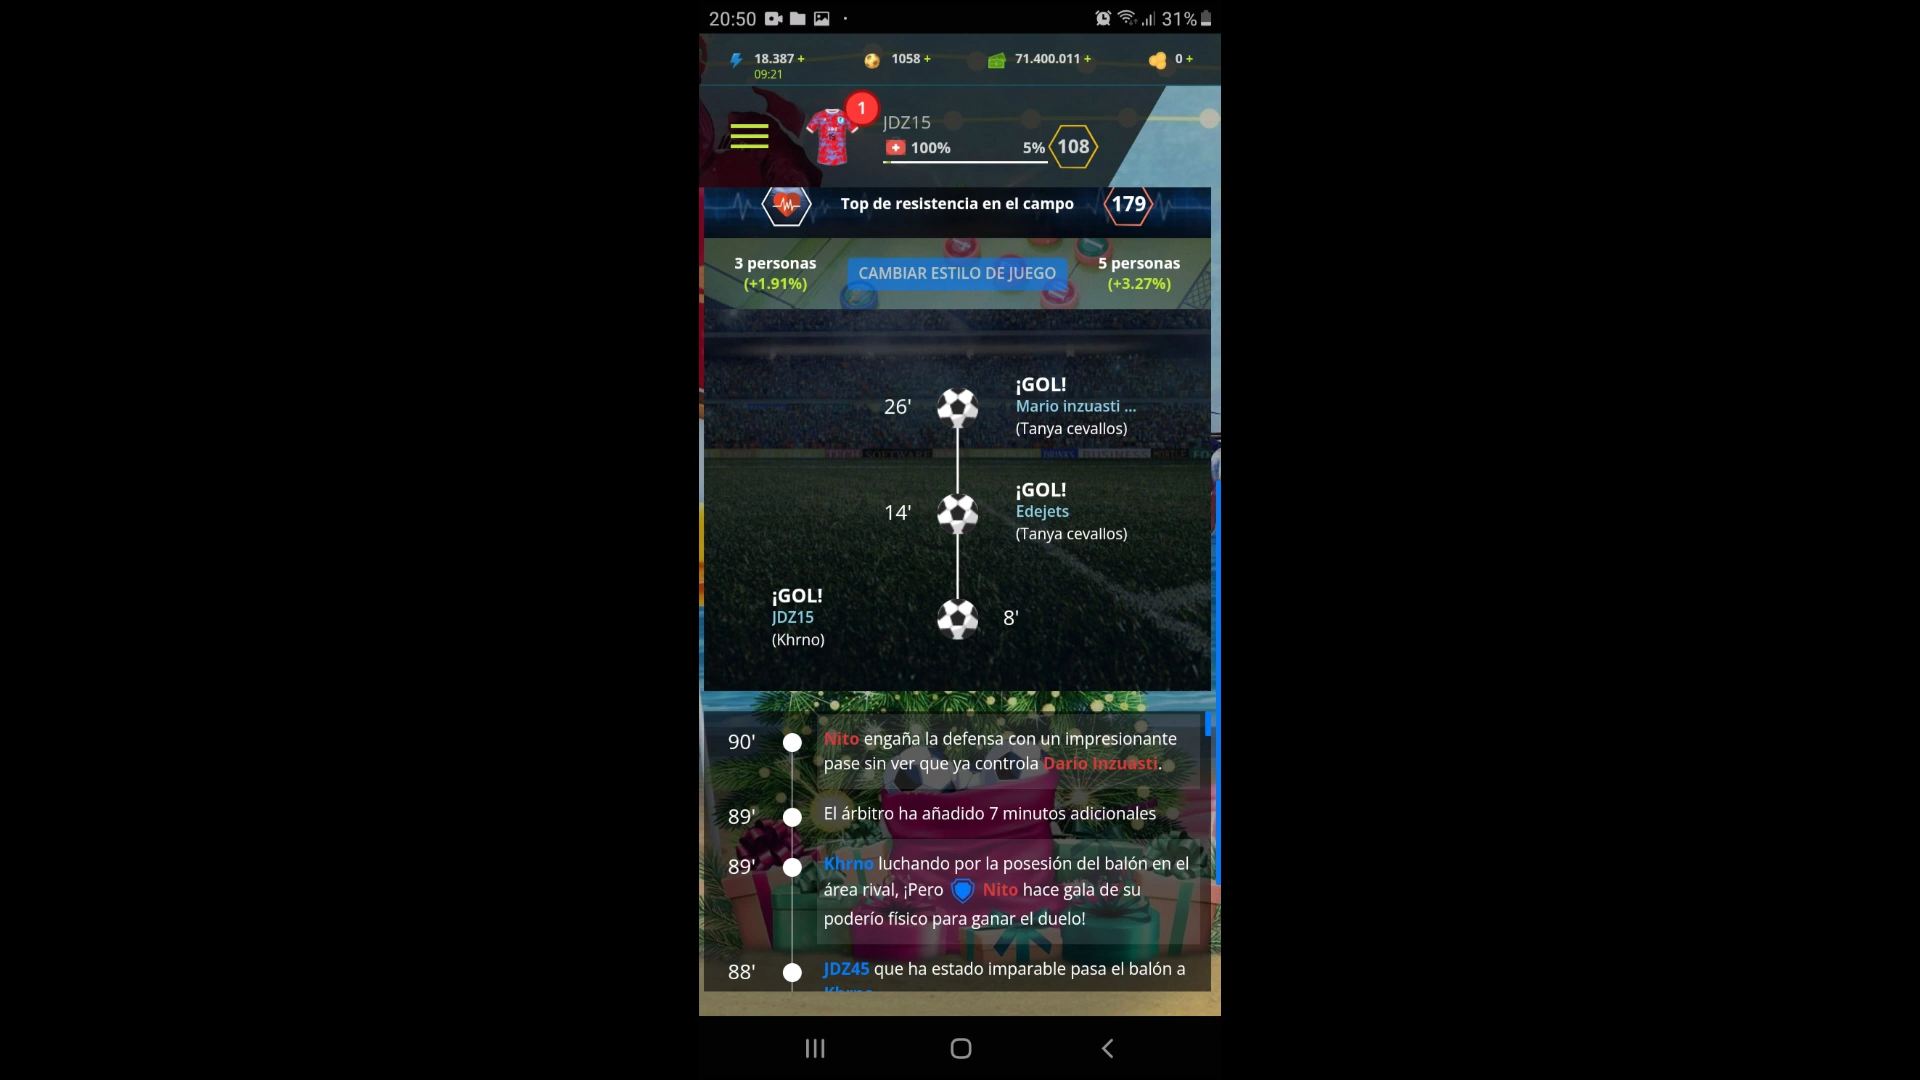 20:50
31%
18.387 +
09:21
1058 +
71.400.011 +
0 +
1
JDZ15
100%
5%
108
Top de resistencia en el campo
179
3 personas
(+1.91%)
CAMBIAR ESTILO DE JUEGO
5 personas
(+3.27%)
¡GOL!
26'
Mario inzuasti ...
(Tanya cevallos)
¡GOL!
14'
Edejets
(Tanya cevallos)
¡GOL!
JDZ15
8'
(Khrno)
90'
Nito engaña la defensa con un impresionante
pase sin ver que ya controla Darío Inzuasti.
89'
El árbitro ha añadido 7 minutos adicionales
89'
Khrno luchando por la posesión del balón en el
área rival, ¡Pero Nito hace gala de su
poderío físico para ganar el duelo!
88'
JDZ45 que ha estado imparable pasa el balón a
Khrno